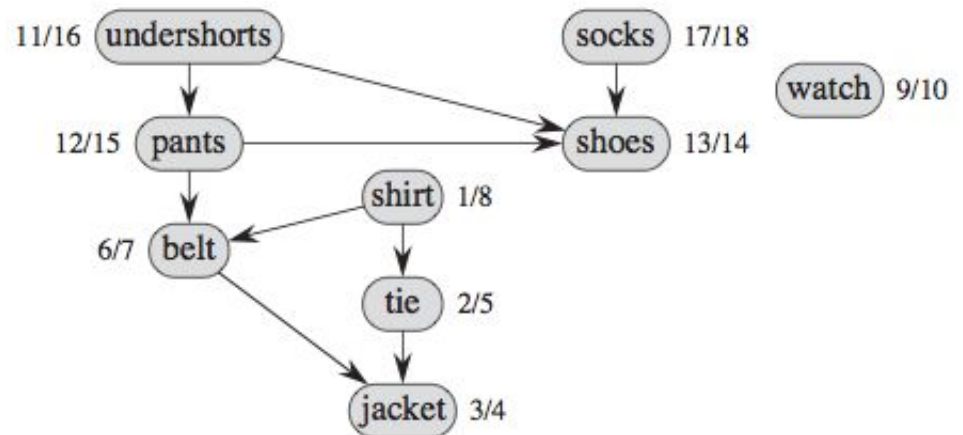 11/16 undershorts socks 17/18
watch 9/10
12/15 pants shoes 13/14
shirt 1/8
6/7 belt
tie 2/5
jacket 3/4